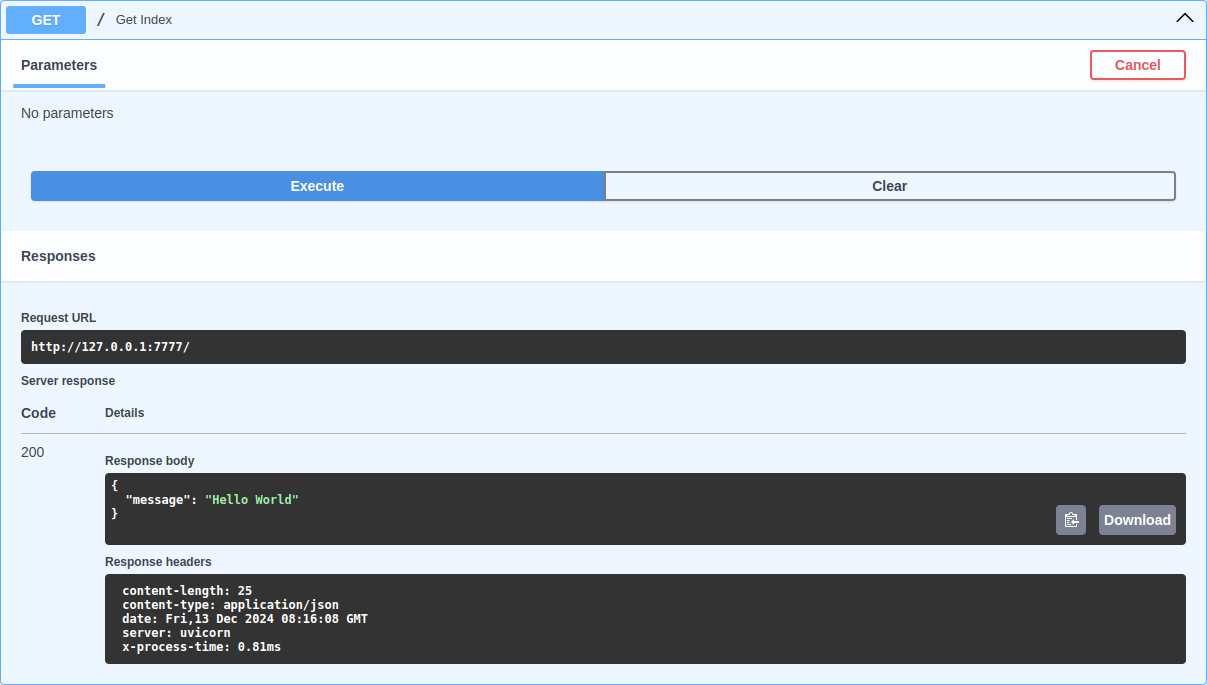 GET / Get Index
Parameters
Cancel
No parameters
Execute
Clear
Responses
Request URL
http://127.0.0.1:7777/
Server response
Code Details
200
Response body
{
  "message": "Hello World"
}
Download
Response headers
content-length: 25
content-type: application/json
date: Fri,13 Dec 2024 08:16:08 GMT
server: uvicorn
x-process-time: 0.81ms